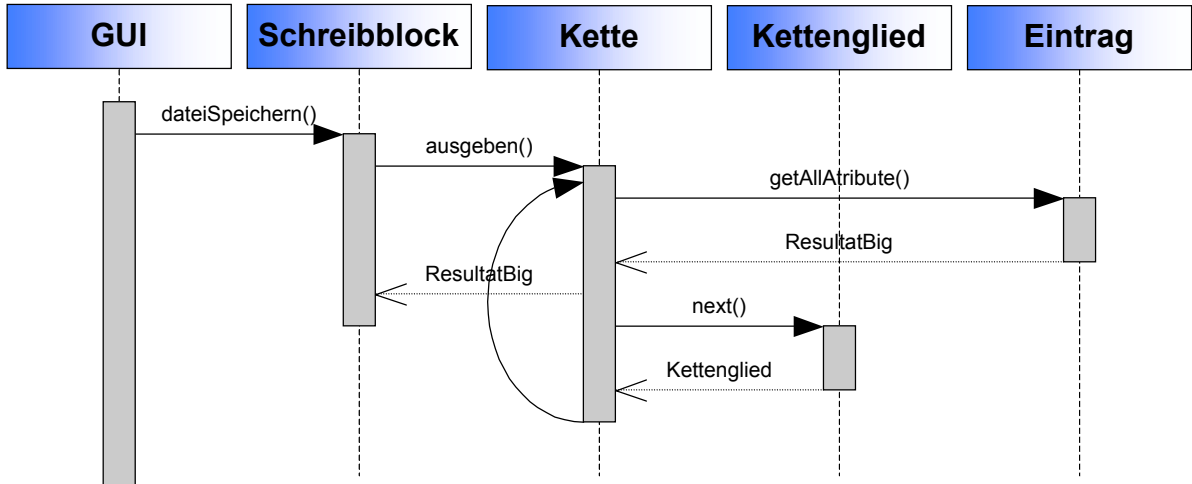 GUI
Schreibblock
Kette
Kettenglied
Eintrag
dateiSpeichern()
ausgeben()
getAllAtribute()
ResultatBig
ResultatBig
next()
Kettenglied